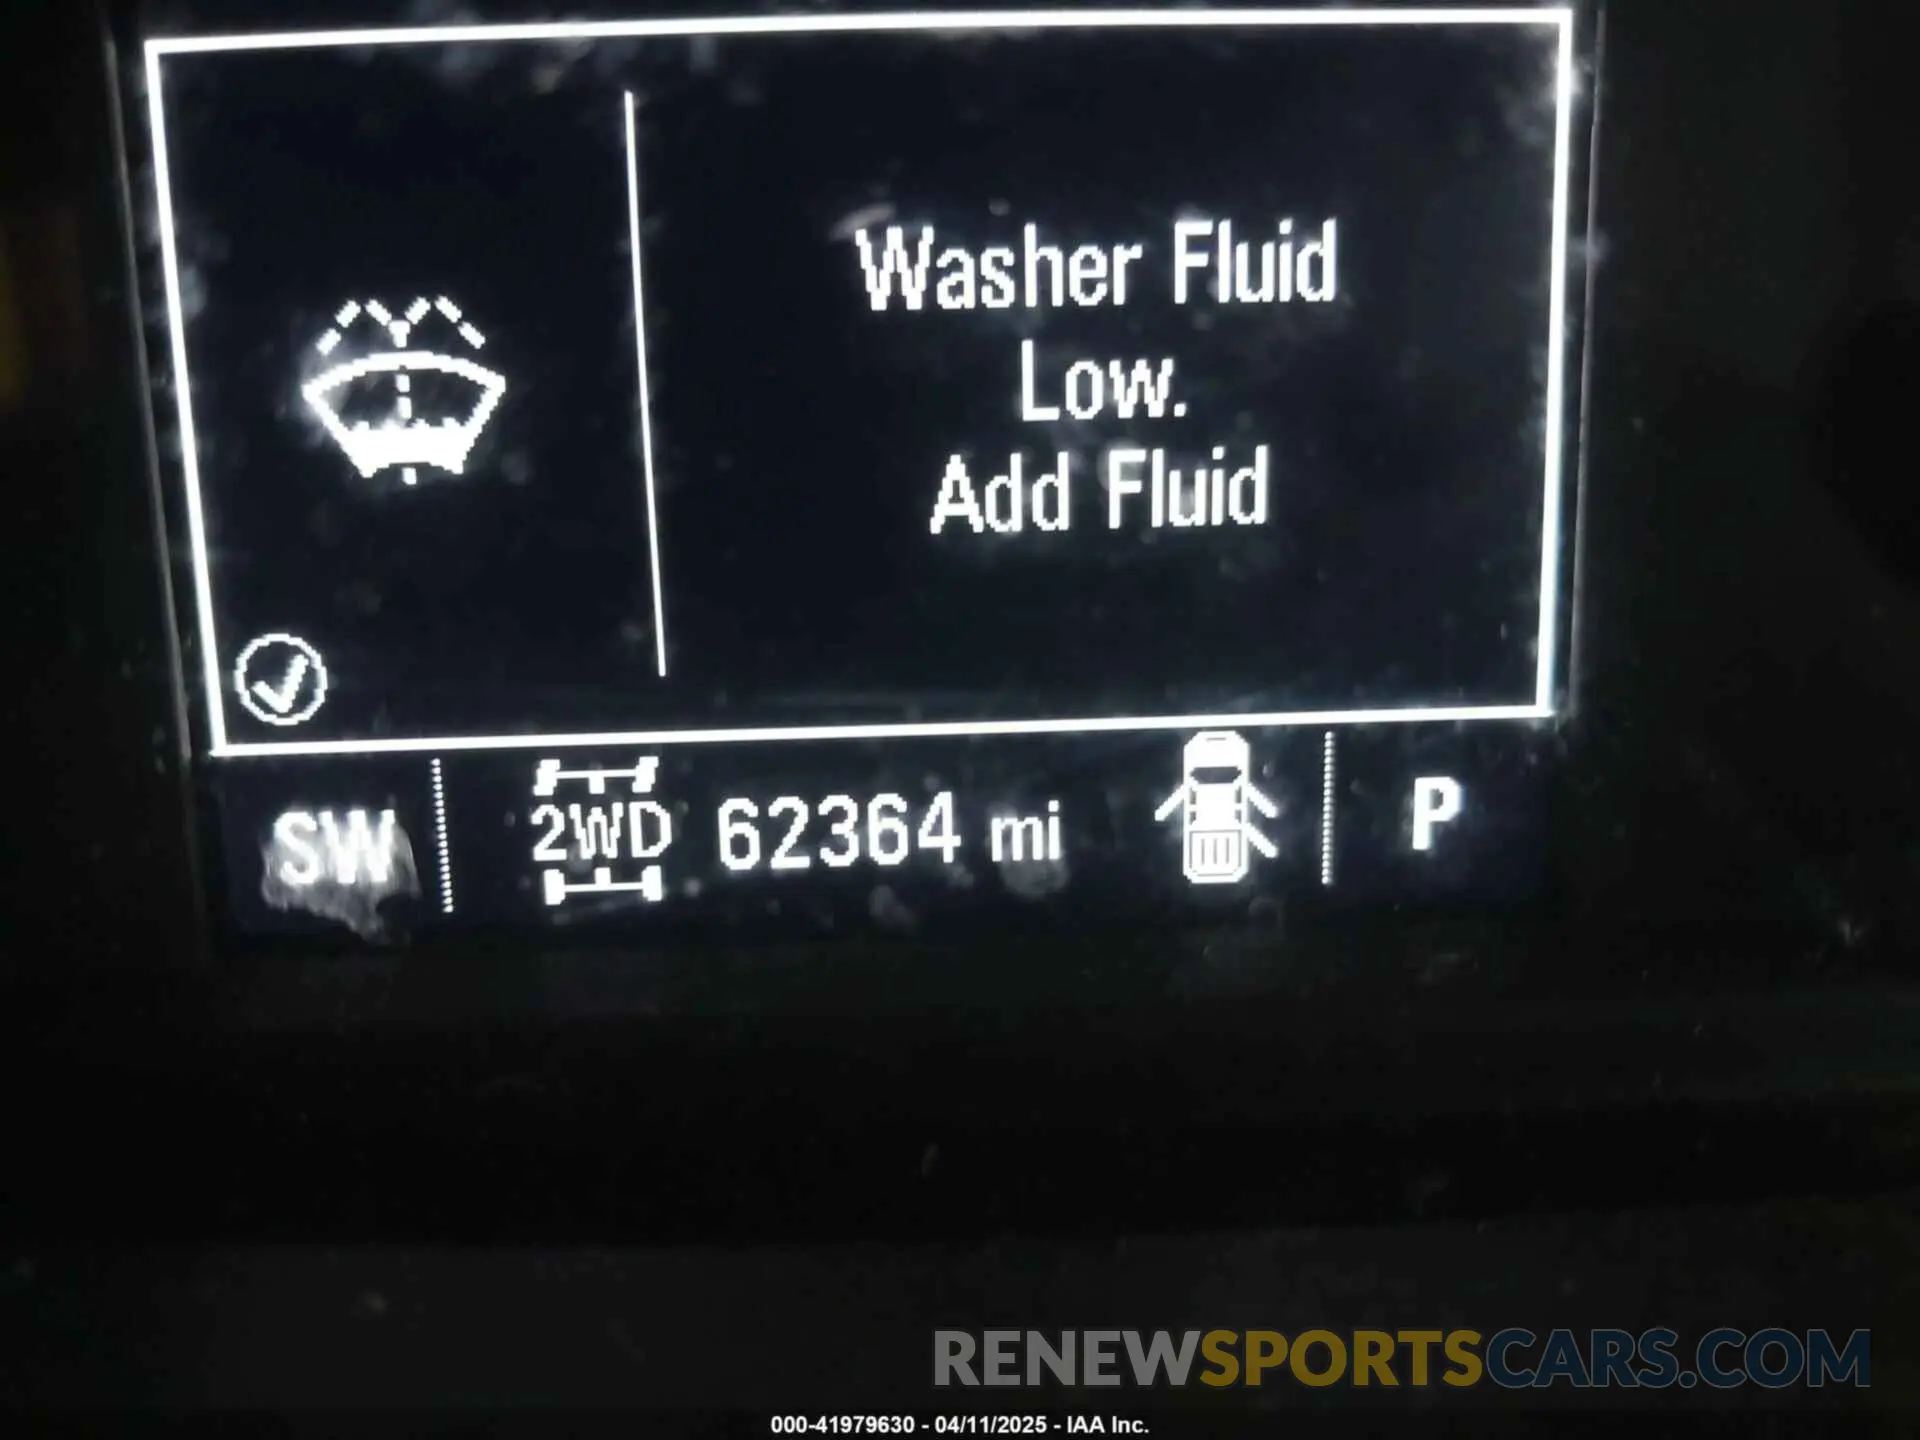 Washer Fluid
Low.
Add Fluid
SW 2WD 62364 mi P
RENEWSPORTSCARS.COM
000-41979630 - 04/11/2025 - IAA Inc.